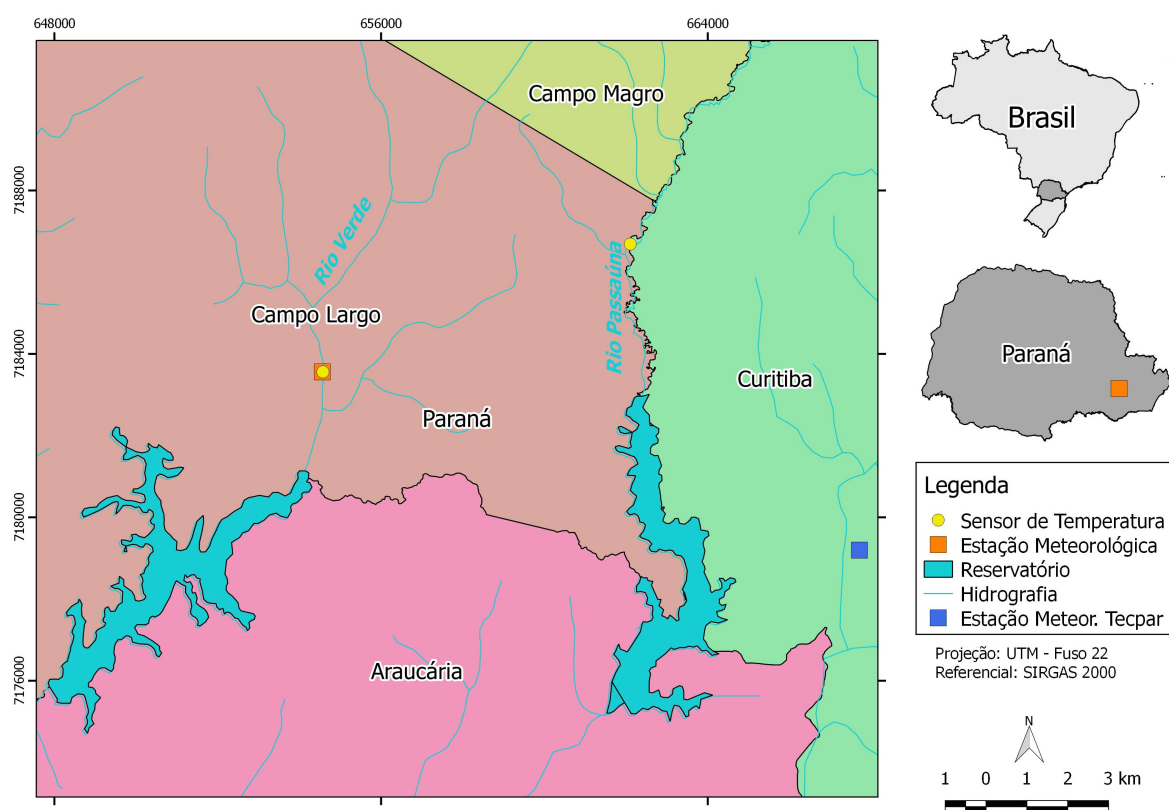 648000
656000
664000
7188000
7184000
7180000
7176000
Campo Magro
Rio Verde
Rio Passaúna
Campo Largo
Curitiba
Paraná
Araucária
Brasil
Paraná
Legenda
Sensor de Temperatura
Estação Meteorológica
Reservatório
Hidrografia
Estação Meteor. Tecpar
Projeção: UTM - Fuso 22
Referencial: SIRGAS 2000
N
1 0 1 2 3 km